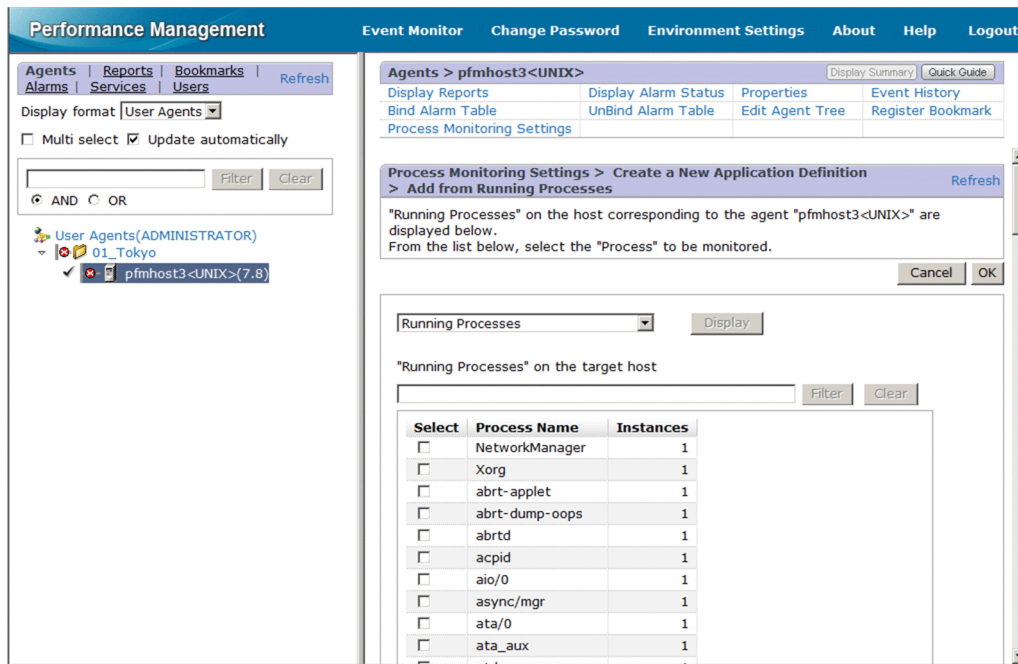 Performance Management
Event Monitor Change Password Environment Settings About Help Logout
Agents | Reports | Bookmarks |
Alarms | Services | Users
Refresh
Display format User Agents
Multi select Update automatically
Filter Clear
AND OR
User Agents(ADMINISTRATOR)
01_Tokyo
pfmhost3<UNIX>(7.8)
Agents > pfmhost3<UNIX>
Display Summary Quick Guide
Display Reports Display Alarm Status Properties Event History
Bind Alarm Table UnBind Alarm Table Edit Agent Tree Register Bookmark
Process Monitoring Settings
Process Monitoring Settings > Create a New Application Definition
> Add from Running Processes
Refresh
"Running Processes" on the host corresponding to the agent "pfmhost3<UNIX>" are
displayed below.
From the list below, select the "Process" to be monitored.
Cancel OK
Running Processes Display
"Running Processes" on the target host
Filter Clear
Select Process Name Instances
NetworkManager 1
Xorg 1
abrt-applet 1
abrt-dump-oops 1
abrtd 1
acpid 1
aio/0 1
async/mgr 1
ata/0 1
ata_aux 1